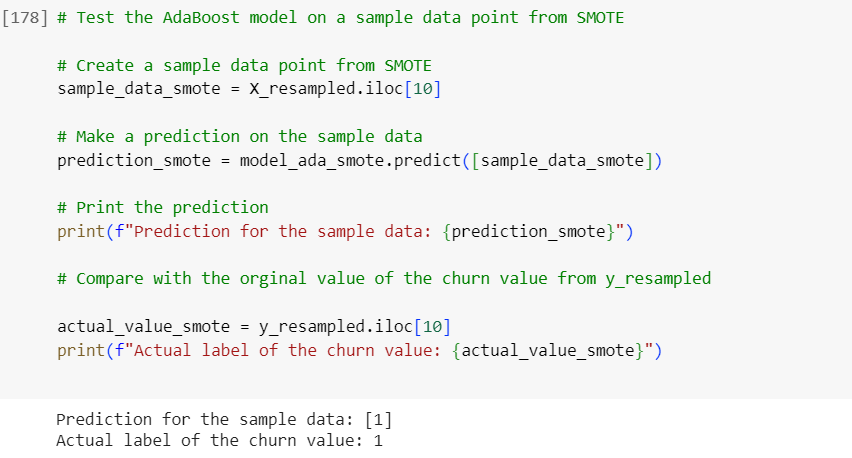 [178] # Test the AdaBoost model on a sample data point from SMOTE
# Create a sample data point from SMOTE
sample_data_smote = X_resampled.iloc[10]
# Make a prediction on the sample data
prediction_smote = model_ada_smote.predict([sample_data_smote])
# Print the prediction
print(f"Prediction for the sample data: {prediction_smote}")
# Compare with the orginal value of the churn value from y_resampled
actual_value_smote = y_resampled.iloc[10]
print(f"Actual label of the churn value: {actual_value_smote}")
Prediction for the sample data: [1]
Actual label of the churn value: 1